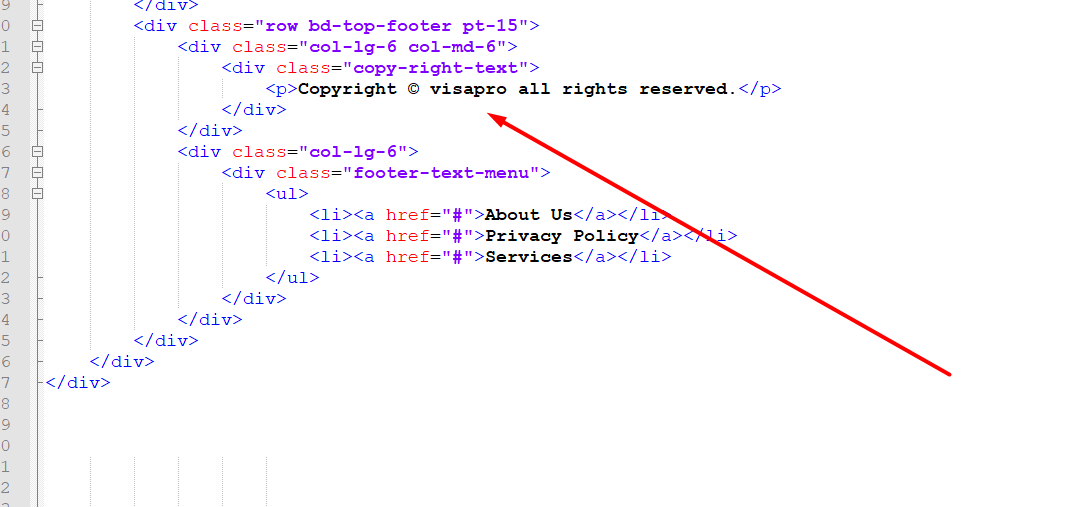 9 </div>
0 <div class="row bd-top-footer pt-15">
1 <div class="col-lg-6 col-md-6">
2 <div class="copy-right-text">
3 <p>Copyright © visapro all rights reserved.</p>
4 </div>
5 </div>
6 <div class="col-lg-6">
7 <div class="footer-text-menu">
8 <ul>
9 <li><a href="#">About Us</a></li>
0 <li><a href="#">Privacy Policy</a></li>
1 <li><a href="#">Services</a></li>
2 </ul>
3 </div>
4 </div>
5 </div>
6 </div>
7 </div>
8
9
0
1
2